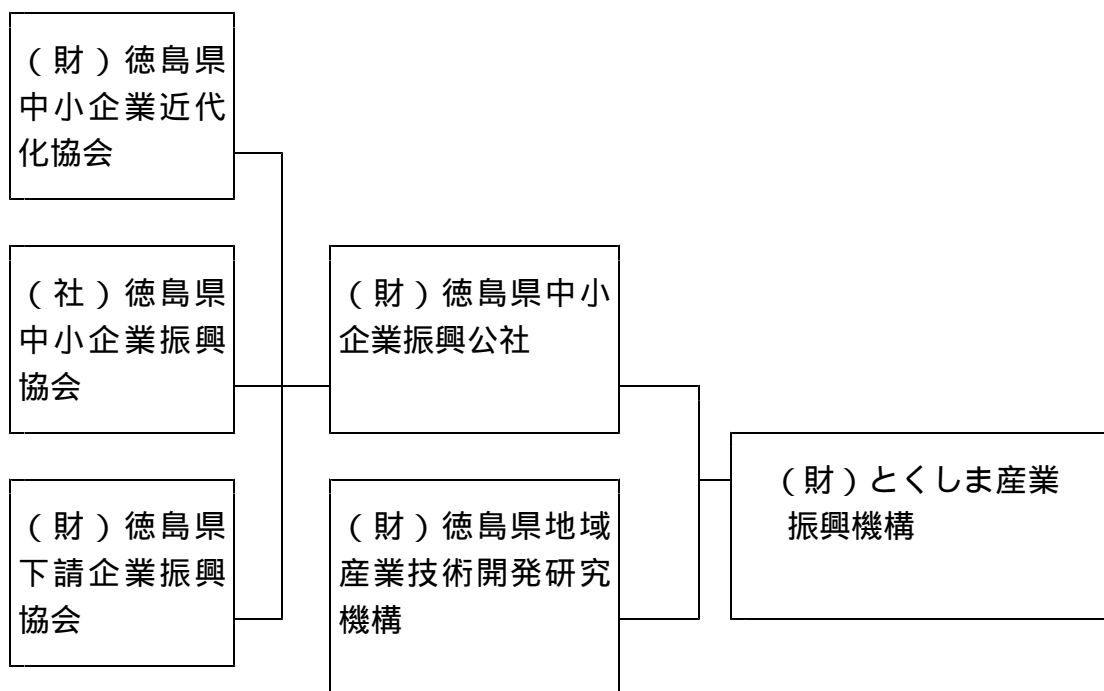 （財）徳島県
中小企業近代
化協会
（社）徳島県
中小企業振興
協会
（財）徳島県
下請企業振興
協会
（財）徳島県中小
企業振興公社
（財）徳島県地域
産業技術開発研究
機構
（財）とくしま産業
振興機構